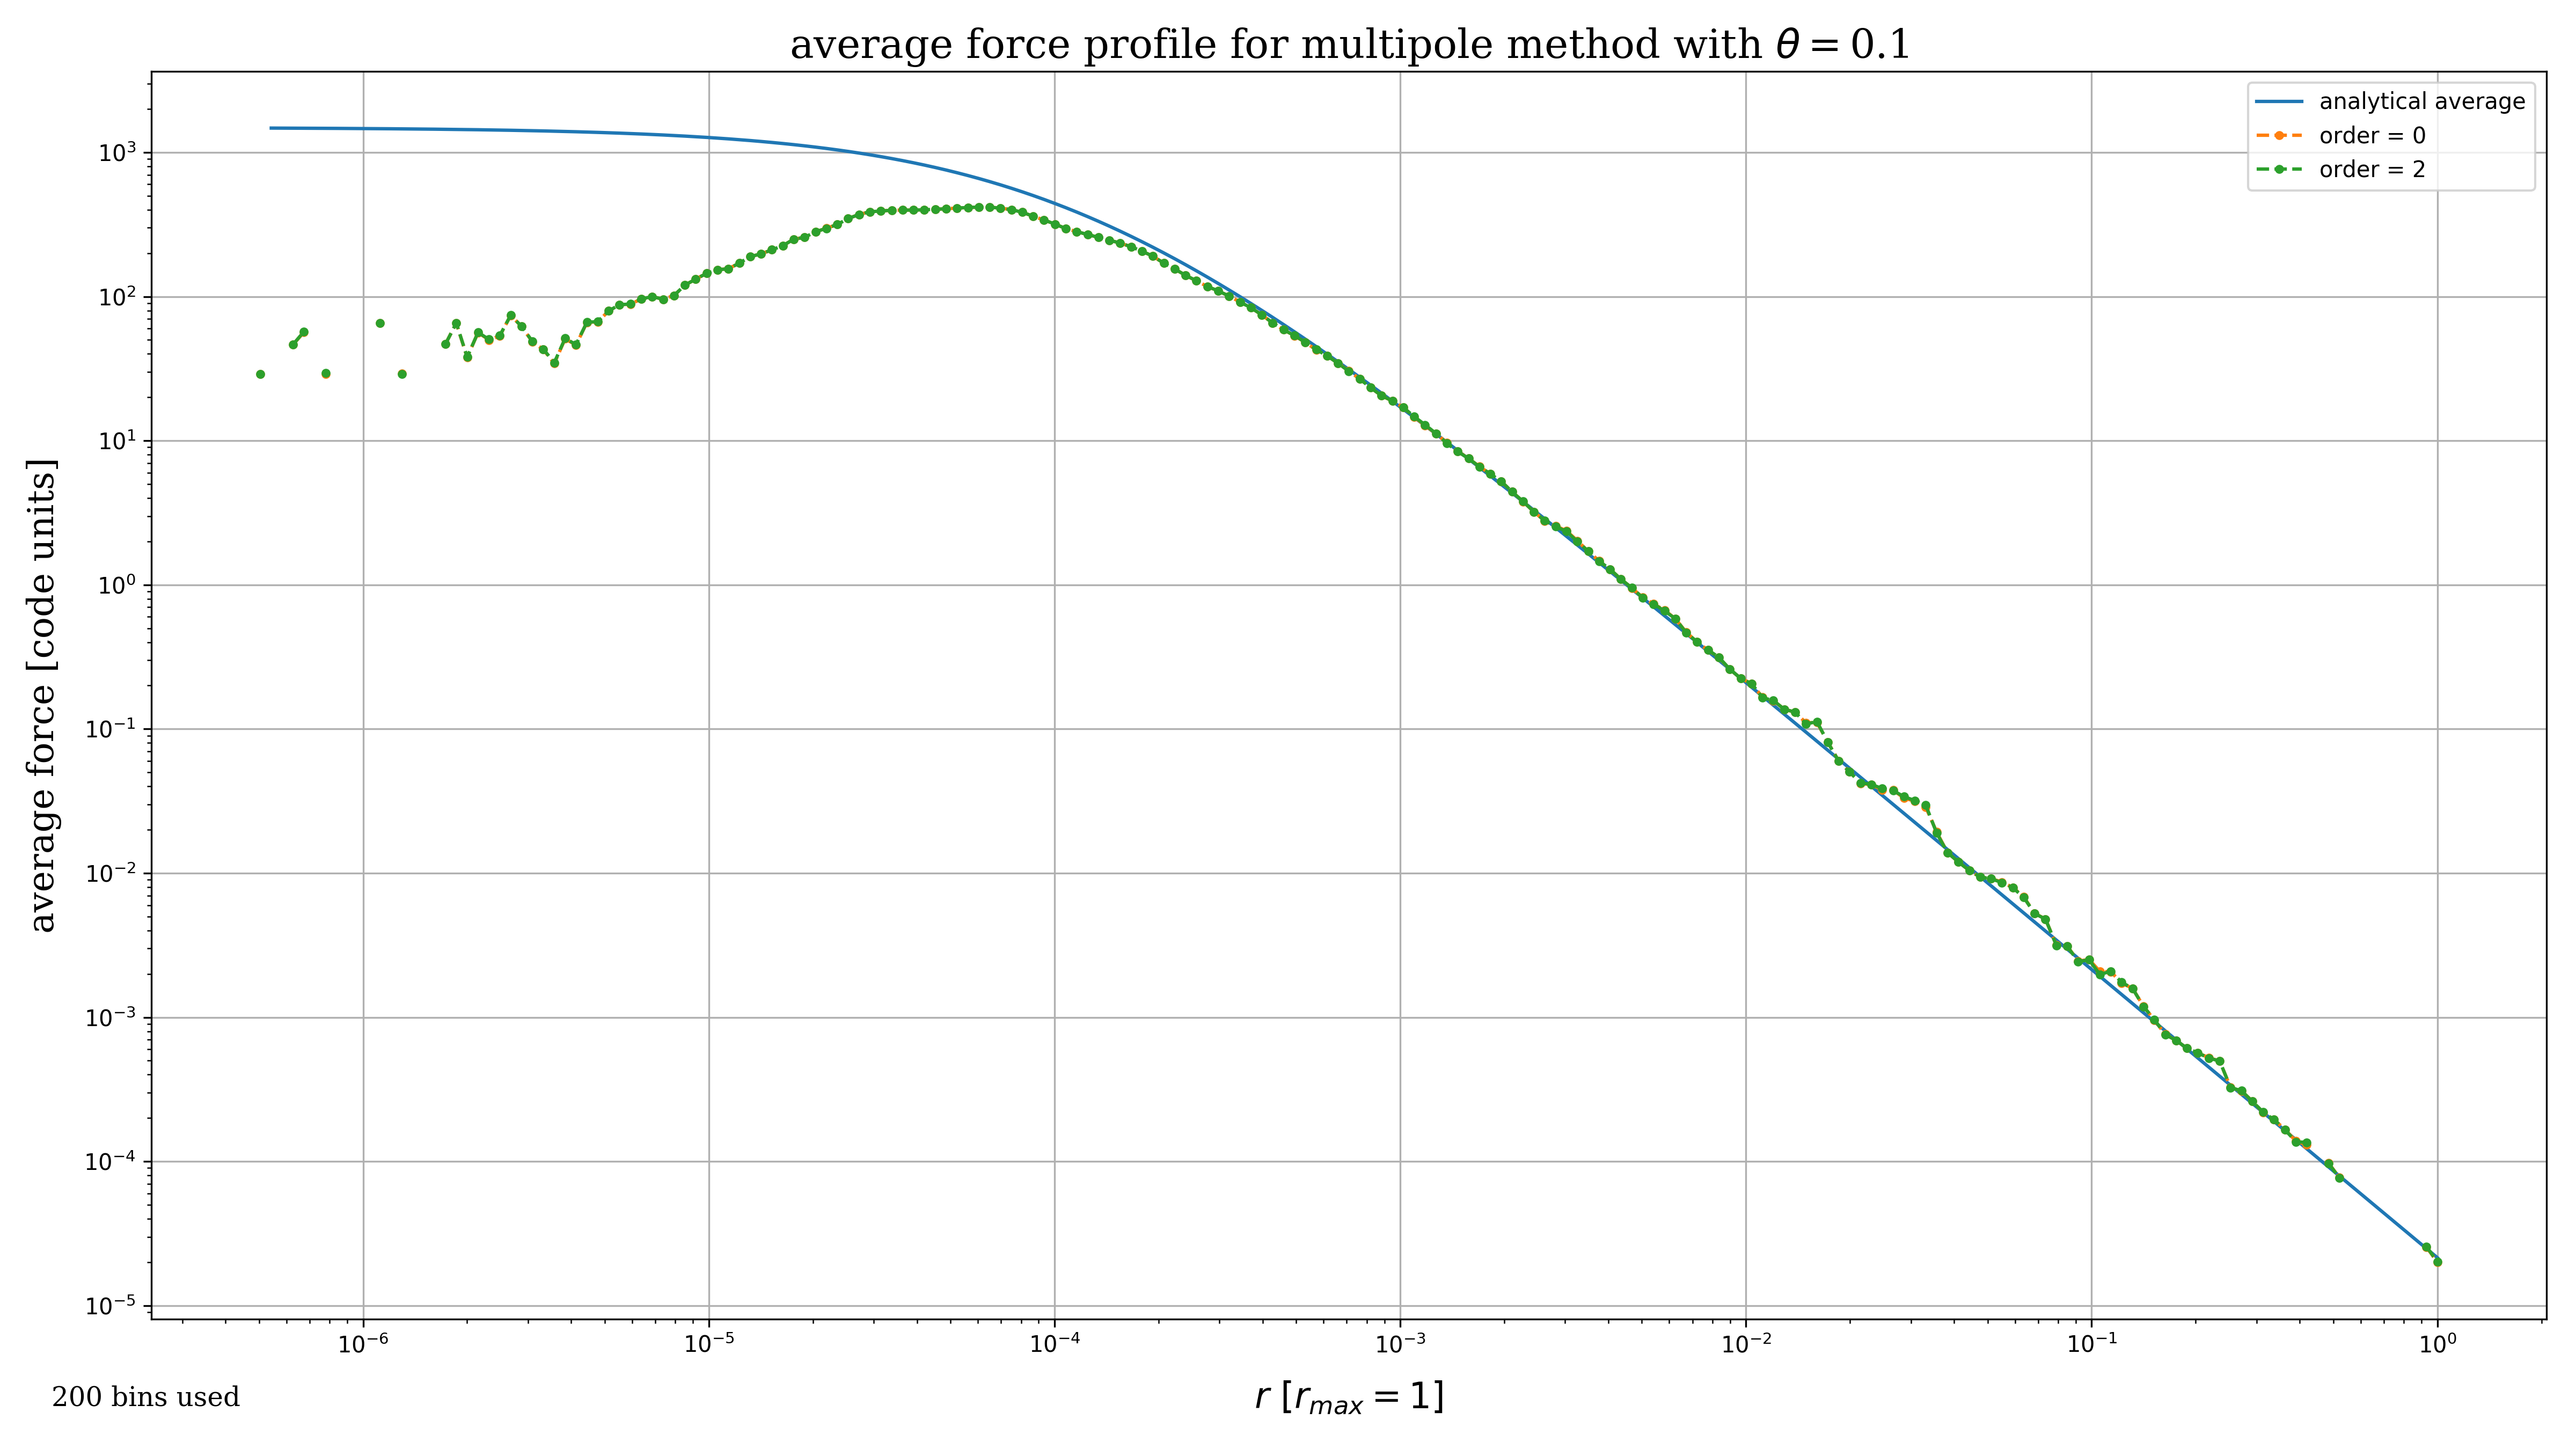 average force profile for multipole method with θ = 0.1
analytical average
order = 0
order = 2
average force [code units]
10³
10²
10¹
10⁰
10⁻¹
10⁻²
10⁻³
10⁻⁴
10⁻⁵
10⁻⁶
10⁻⁵
10⁻⁴
10⁻³
10⁻²
10⁻¹
10⁰
r [r_max = 1]
200 bins used